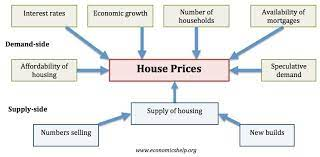 Interest rates
Economic growth
Number of
households
Availability of
mortgages
Demand-side
Affordability of
housing
House Prices
Speculative
demand
Supply-side
Supply of housing
Numbers selling
New builds
www.economicshelp.org